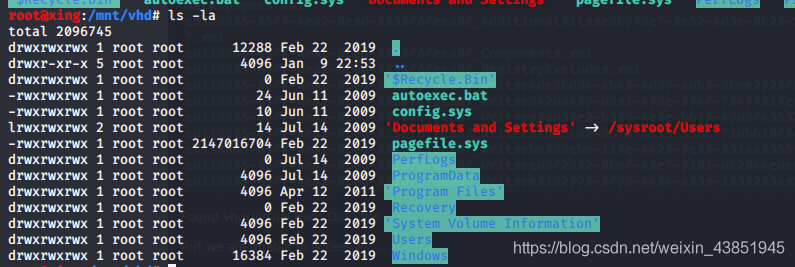 '$Recycle.Bin' autoexec.bat config.sys 'Documents and Settings' pagefile.sys PerfLogs
root@xing:/mnt/vhd# ls -la
total 2096745
drwxrwxrwx 1 root root 12288 Feb 22 2019 .
drwxr-xr-x 5 root root 4096 Jan 9 22:53 ..
drwxrwxrwx 1 root root 0 Feb 22 2019 '$Recycle.Bin'
-rwxrwxrwx 1 root root 24 Jun 11 2009 autoexec.bat
-rwxrwxrwx 1 root root 10 Jun 11 2009 config.sys
lrwxrwxrwx 2 root root 14 Jul 14 2009 'Documents and Settings' → /sysroot/Users
-rwxrwxrwx 1 root root 2147016704 Feb 22 2019 pagefile.sys
drwxrwxrwx 1 root root 0 Jul 14 2009 PerfLogs
drwxrwxrwx 1 root root 4096 Jul 14 2009 ProgramData
drwxrwxrwx 1 root root 4096 Apr 12 2011 'Program Files'
drwxrwxrwx 1 root root 0 Feb 22 2019 Recovery
drwxrwxrwx 1 root root 4096 Feb 22 2019 'System Volume Information'
drwxrwxrwx 1 root root 4096 Feb 22 2019 Users
drwxrwxrwx 1 root root 16384 Feb 22 2019 Windows
https://blog.csdn.net/weixin_43851945